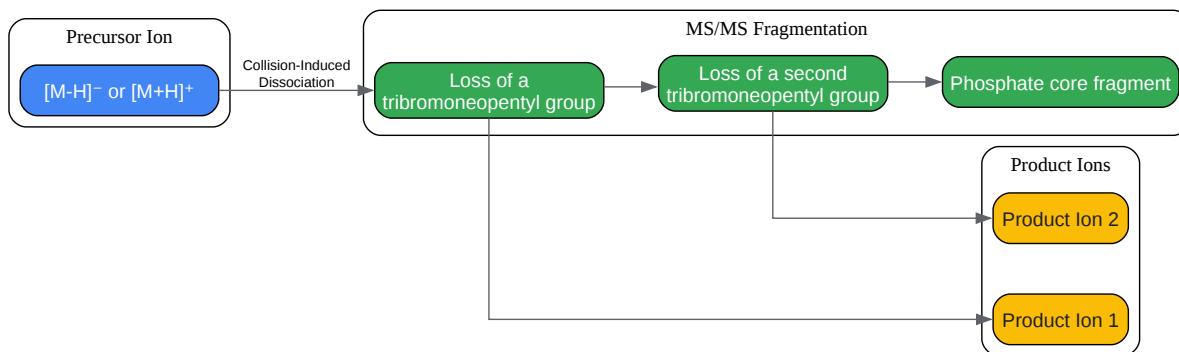 Precursor Ion
[M-H]⁻ or [M+H]⁺
Collision-Induced
Dissociation
MS/MS Fragmentation
Loss of a
tribromoneopentyl group
Loss of a second
tribromoneopentyl group
Phosphate core fragment
Product Ions
Product Ion 2
Product Ion 1